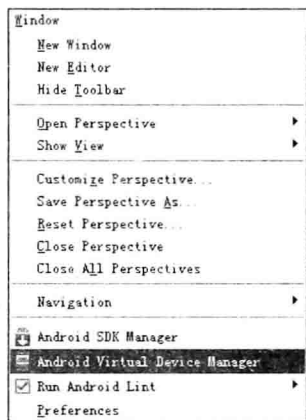 Window
New Window
New Editor
Hide Toolbar
Open Perspective
Show View
Customize Perspective...
Save Perspective As...
Reset Perspective...
Close Perspective
Close All Perspectives
Navigation
Android SDK Manager
Android Virtual Device Manager
Run Android Lint
Preferences